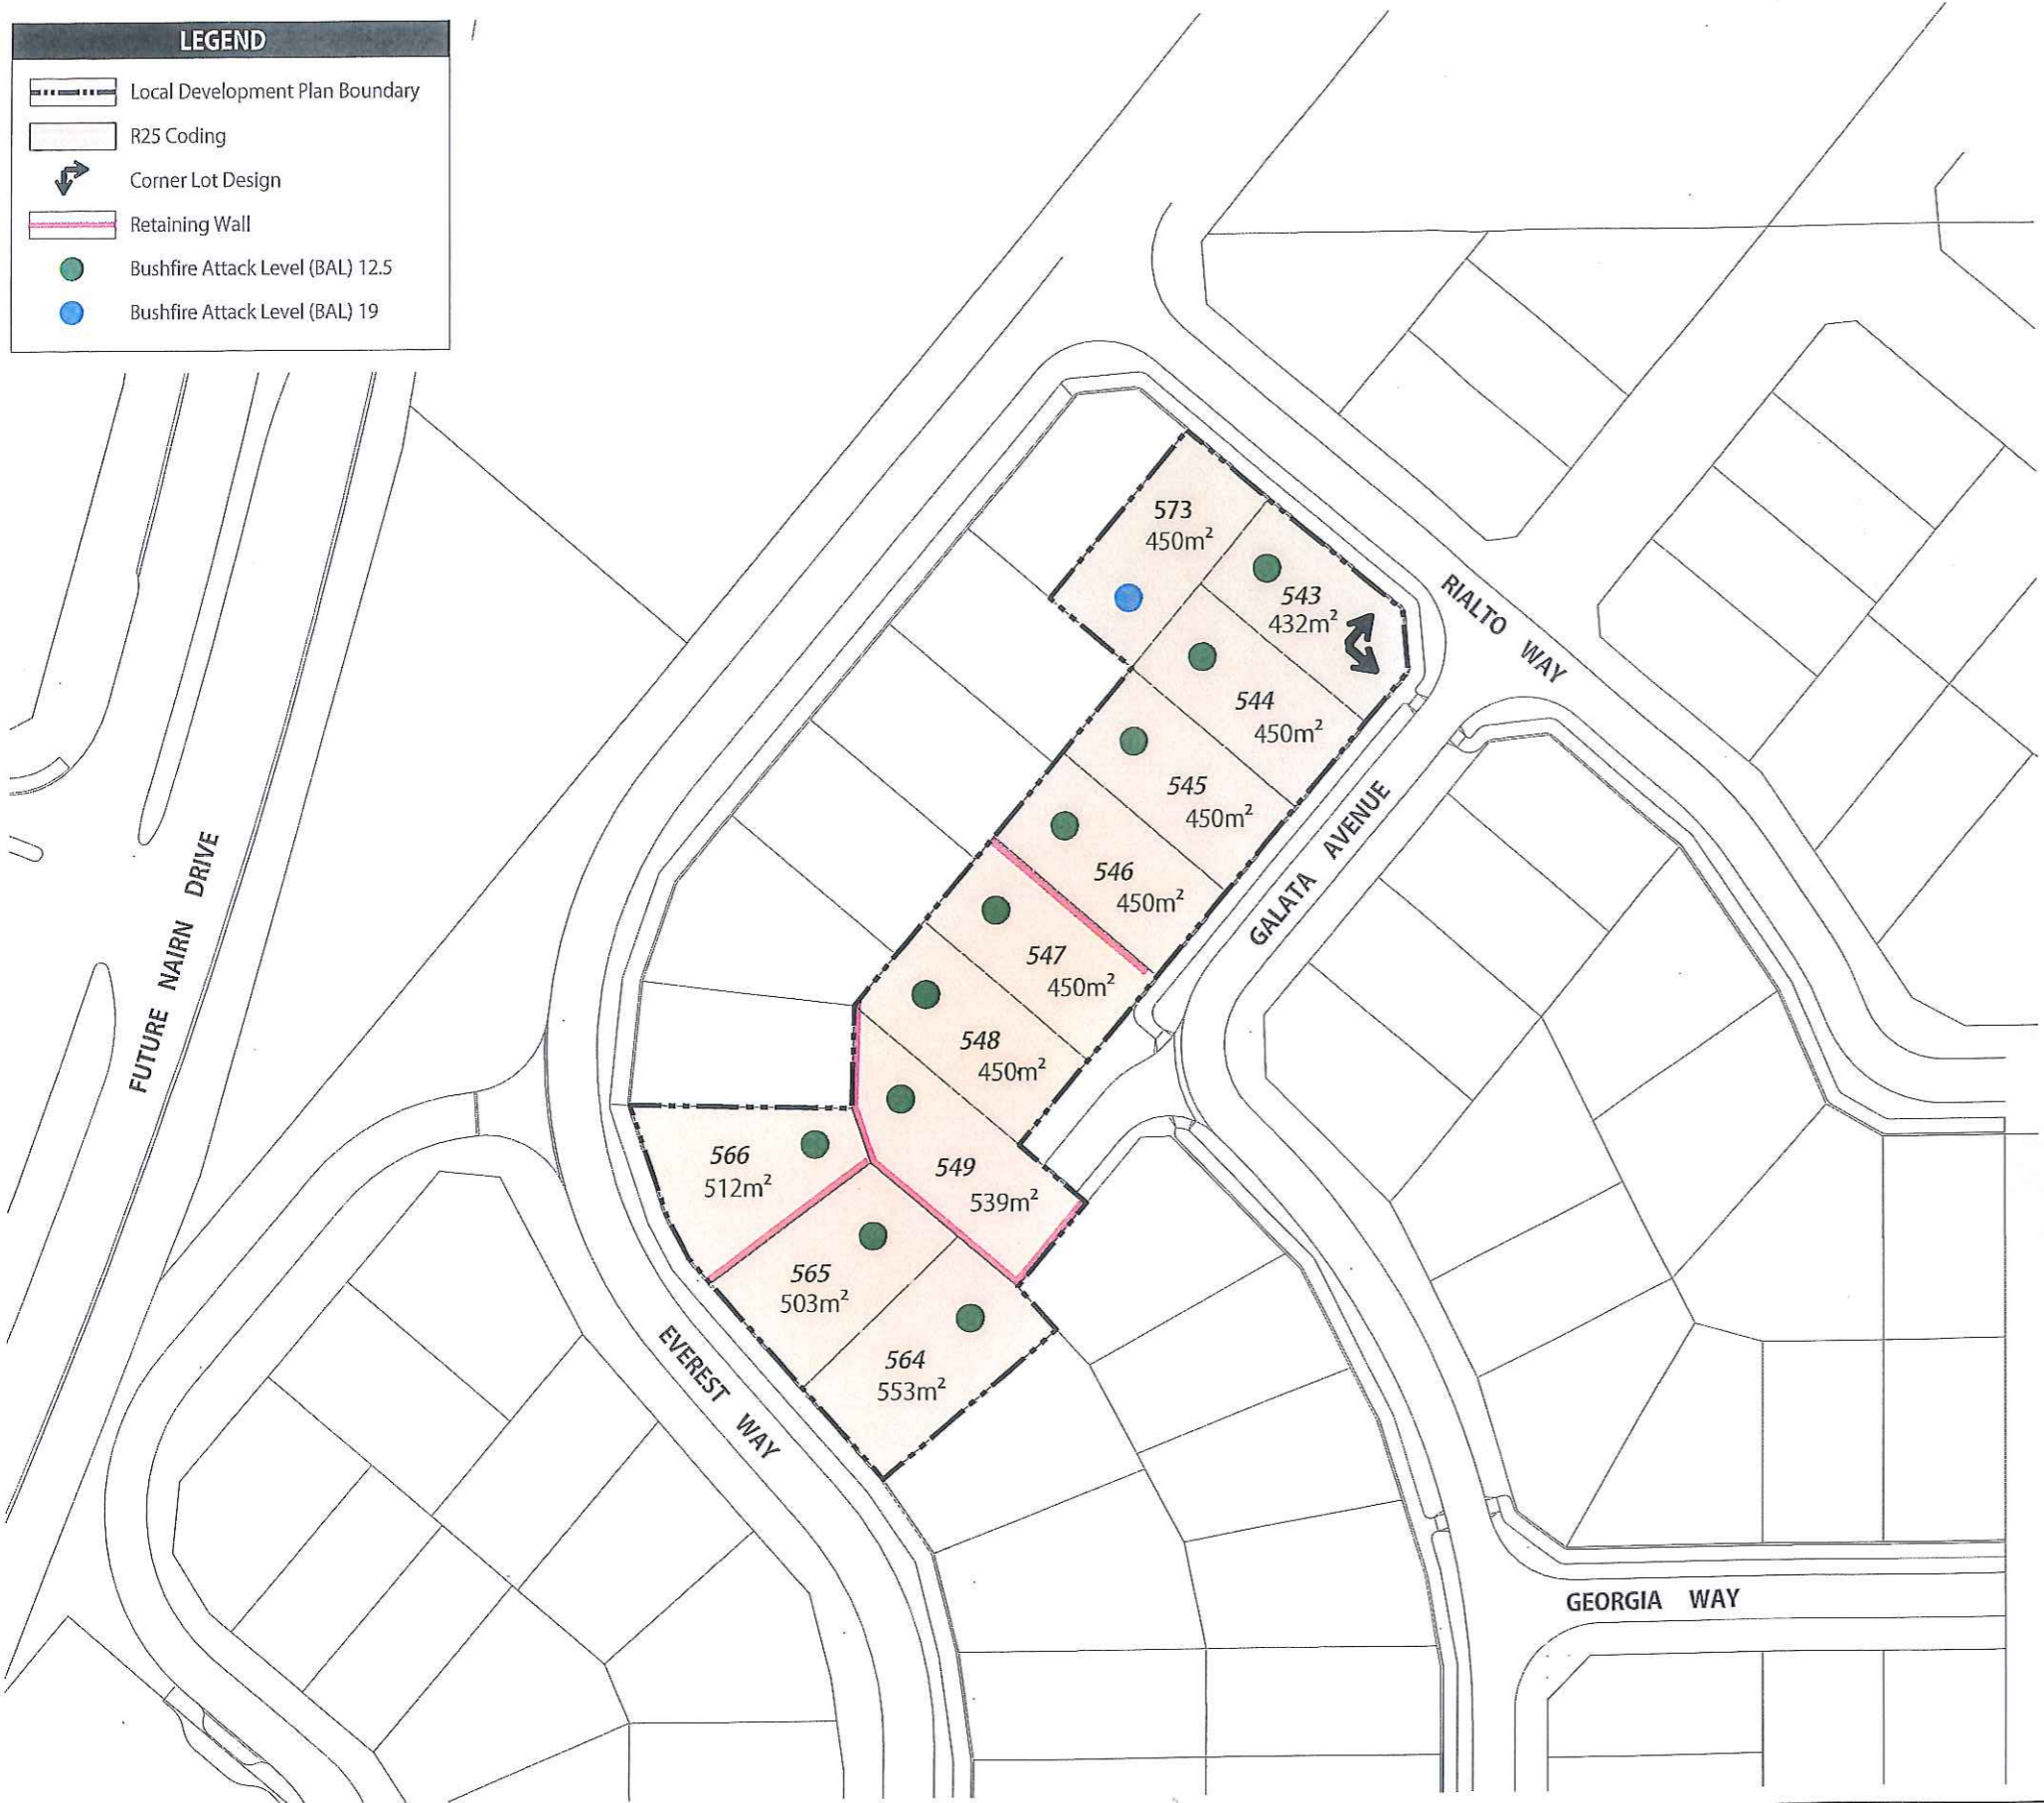 LEGEND
Local Development Plan Boundary
R25 Coding
Corner Lot Design
Retaining Wall
Bushfire Attack Level (BAL) 12.5
Bushfire Attack Level (BAL) 19
573
450m²
543
432m²
RIALTO WAY
544
450m²
545
450m²
GALATA AVENUE
546
450m²
FUTURE NAIRN DRIVE
547
450m²
548
450m²
566
512m²
549
539m²
565
503m²
564
553m²
EVEREST WAY
GEORGIA WAY